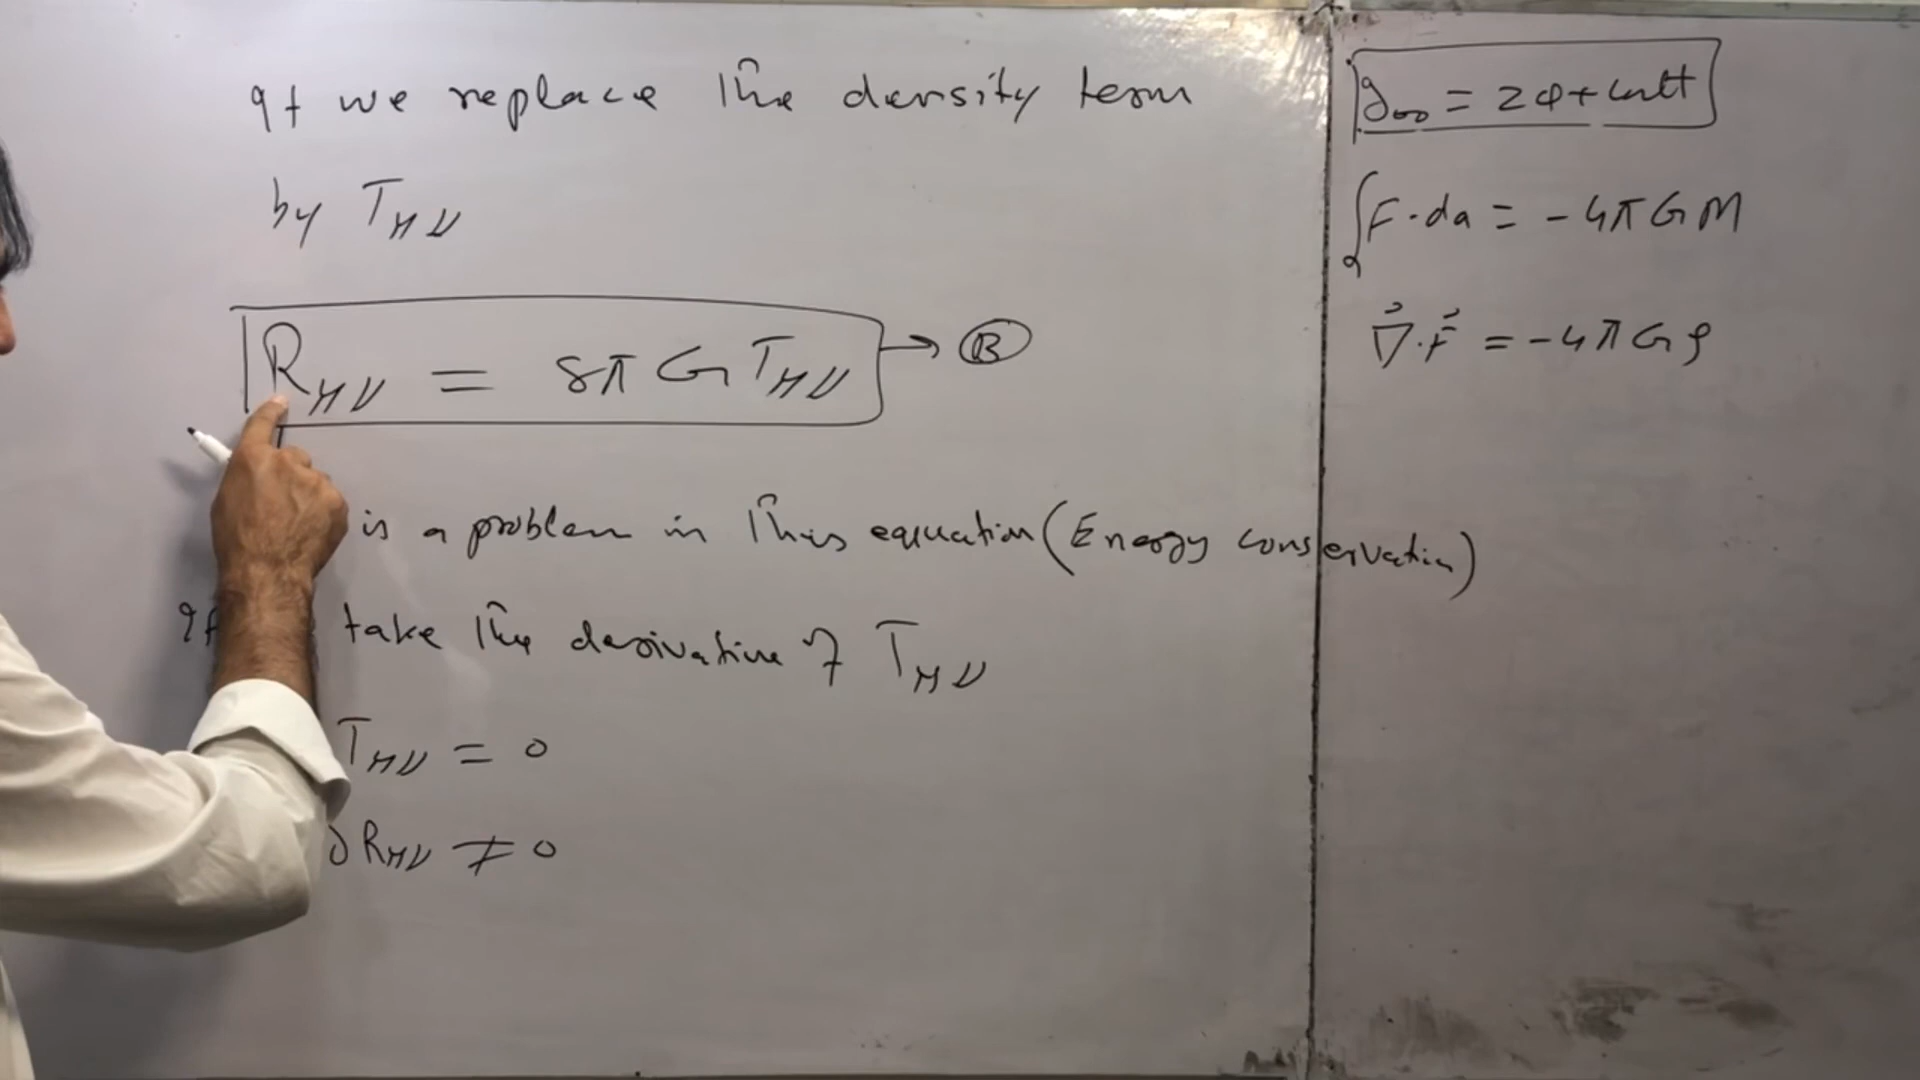 If we replace the density term
by Tμν
Rμν = 8πG Tμν → B
is a problem in this equation (Energy conservation)
If take the derivative of Tμν
Tμν = 0
∂Rμν ≠ 0
g₀₀ = 2φ + const
∫F·da = -4πGM
∇·F = -4πGρ